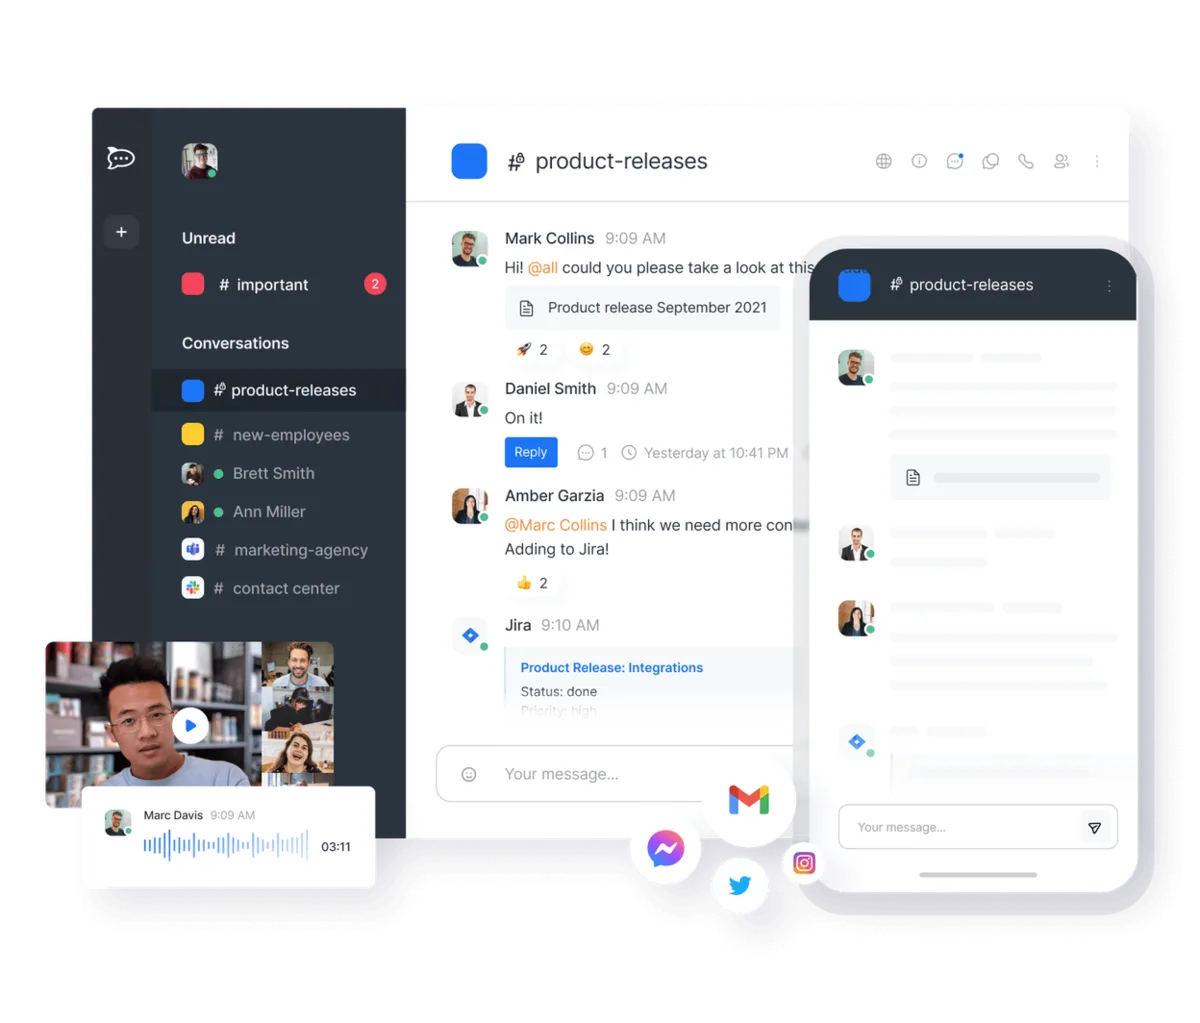 product-releases
+
Unread
# important
2
Conversations
product-releases
# new-employees
Brett Smith
Ann Miller
# marketing-agency
# contact center
Mark Collins 9:09 AM
Hi! @all could you please take a look at this
Product release September 2021
🚀 2 😊 2
Daniel Smith 9:09 AM
On it!
Reply 1 Yesterday at 10:41 PM
Amber Garzia 9:09 AM
@Marc Collins I think we need more con
Adding to Jira!
👍 2
Jira 9:10 AM
Product Release: Integrations
Status: done
Priority: high
Your message...
Marc Davis 9:09 AM
03:11
product-releases
Your message...